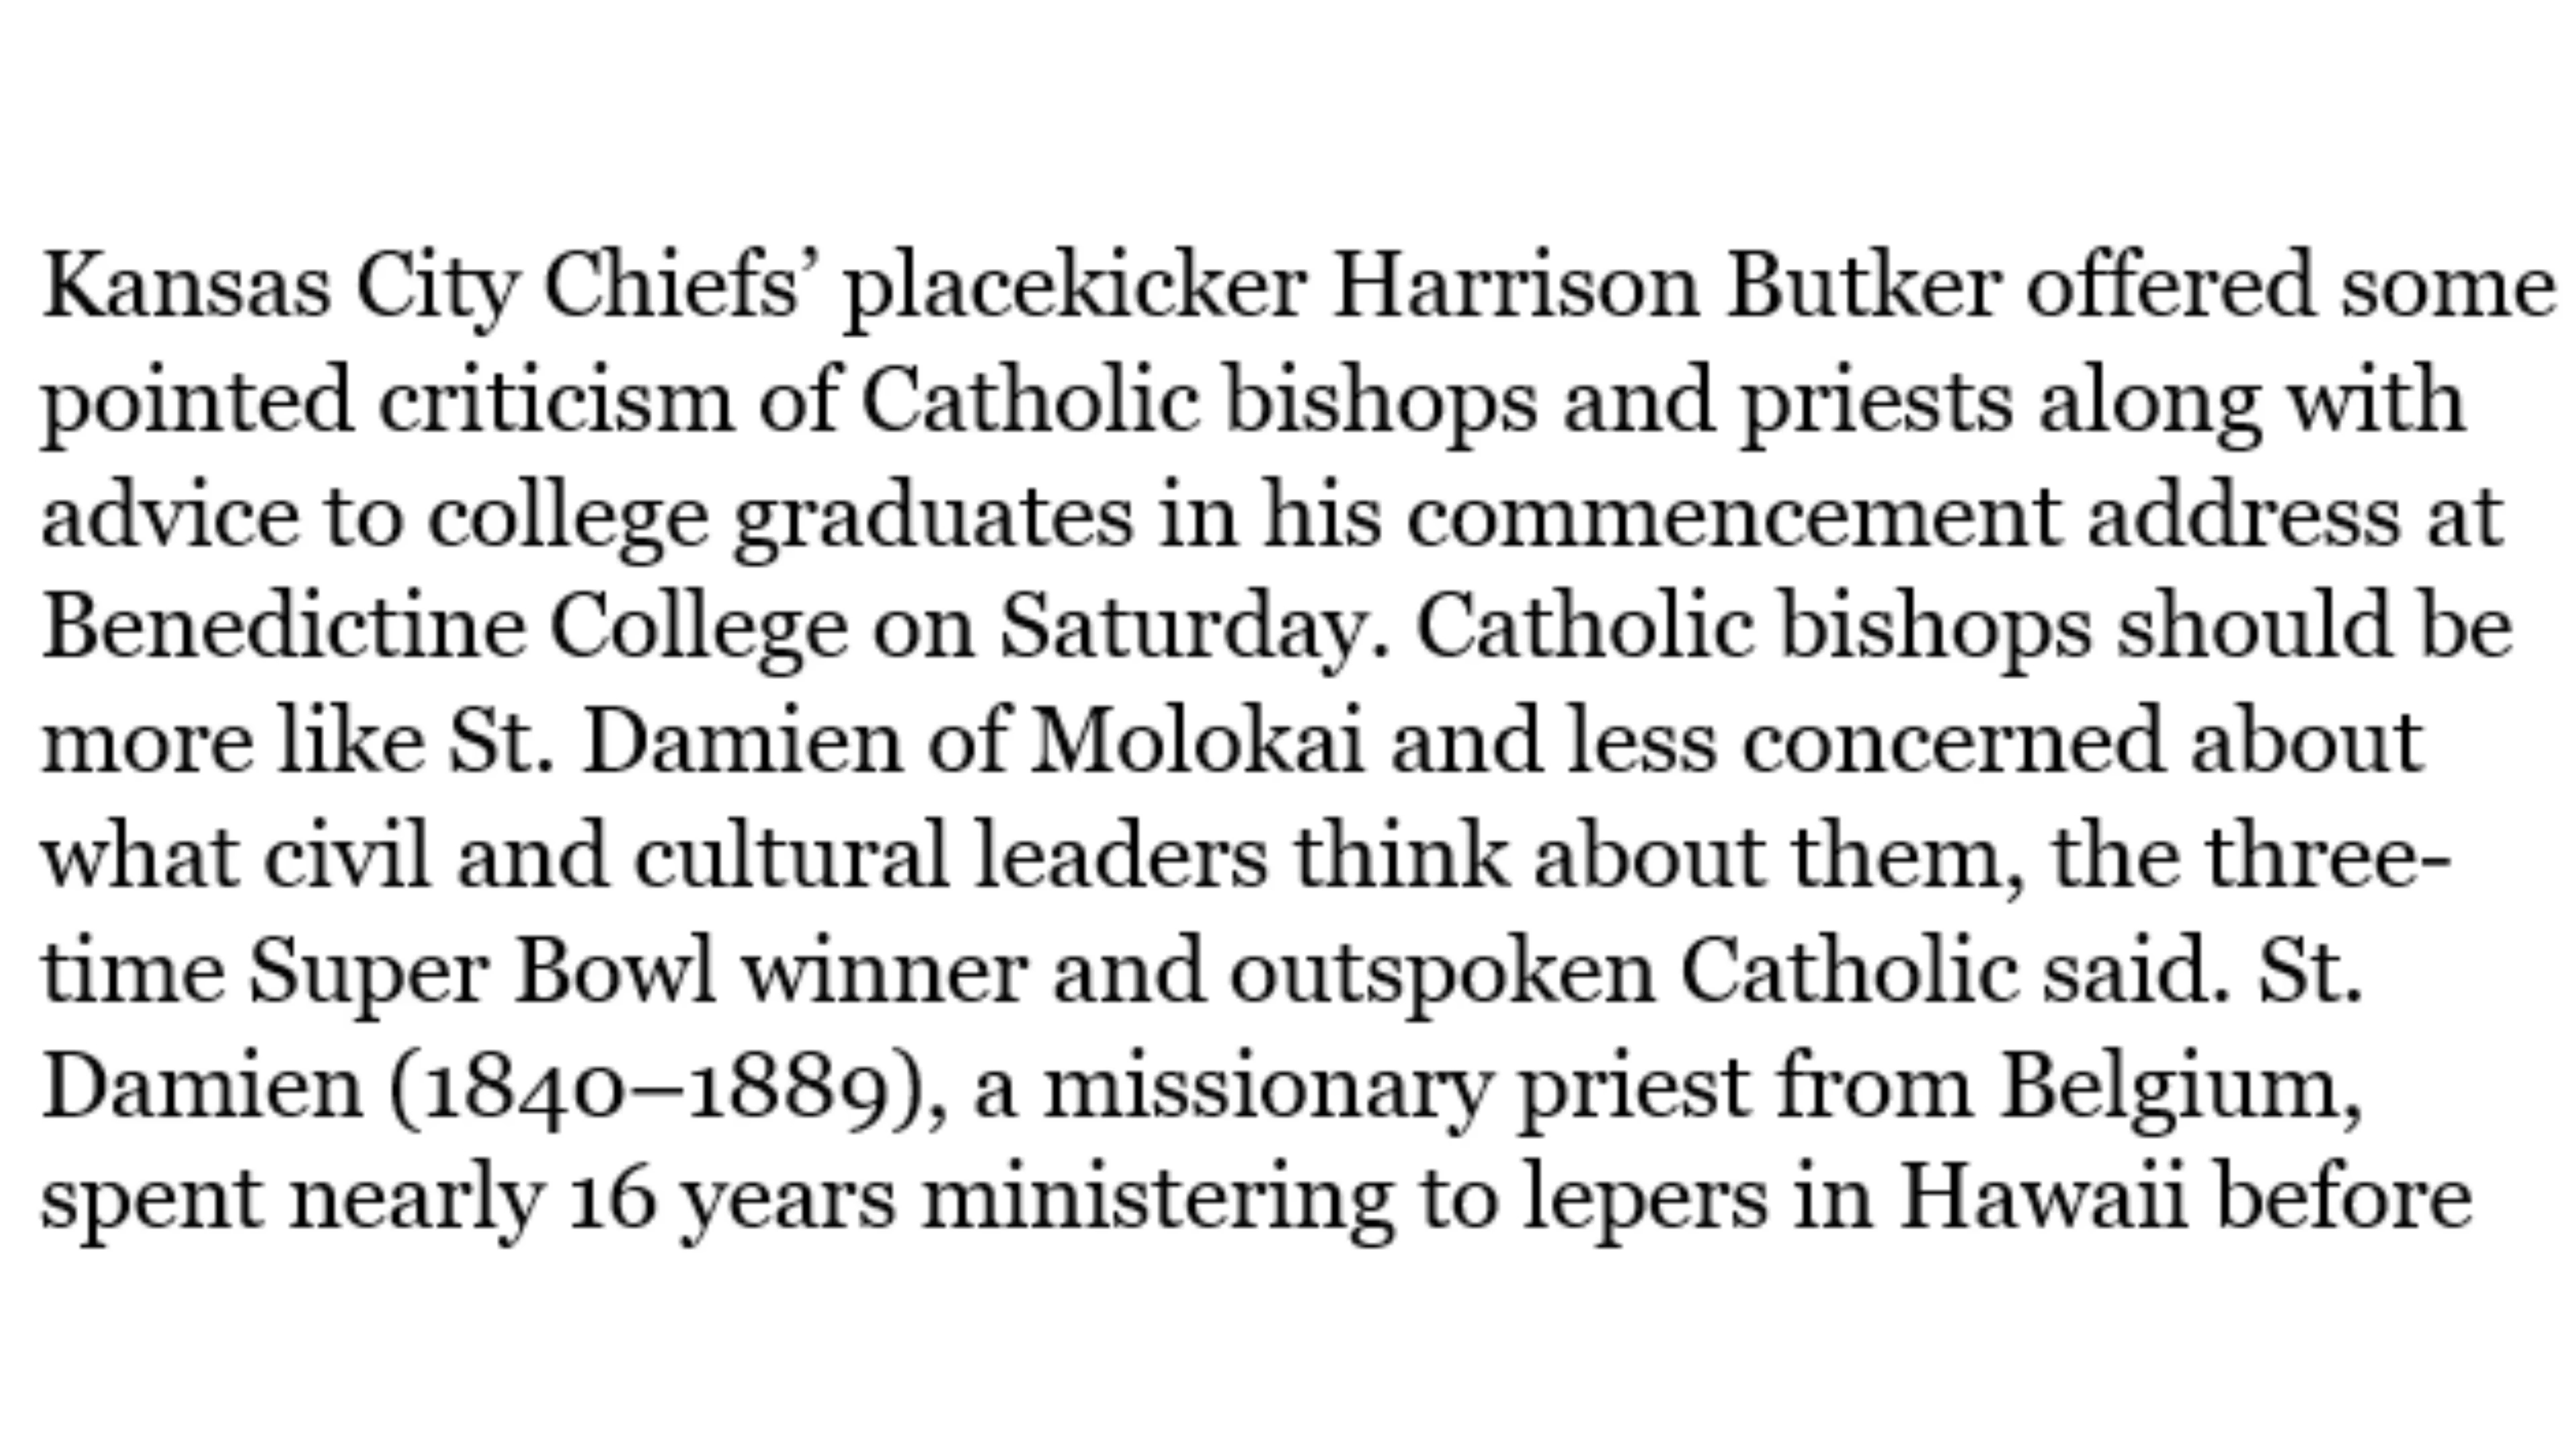 Kansas City Chiefs’ placekicker Harrison Butker offered some
pointed criticism of Catholic bishops and priests along with
advice to college graduates in his commencement address at
Benedictine College on Saturday. Catholic bishops should be
more like St. Damien of Molokai and less concerned about
what civil and cultural leaders think about them, the three-
time Super Bowl winner and outspoken Catholic said. St.
Damien (1840–1889), a missionary priest from Belgium,
spent nearly 16 years ministering to lepers in Hawaii before